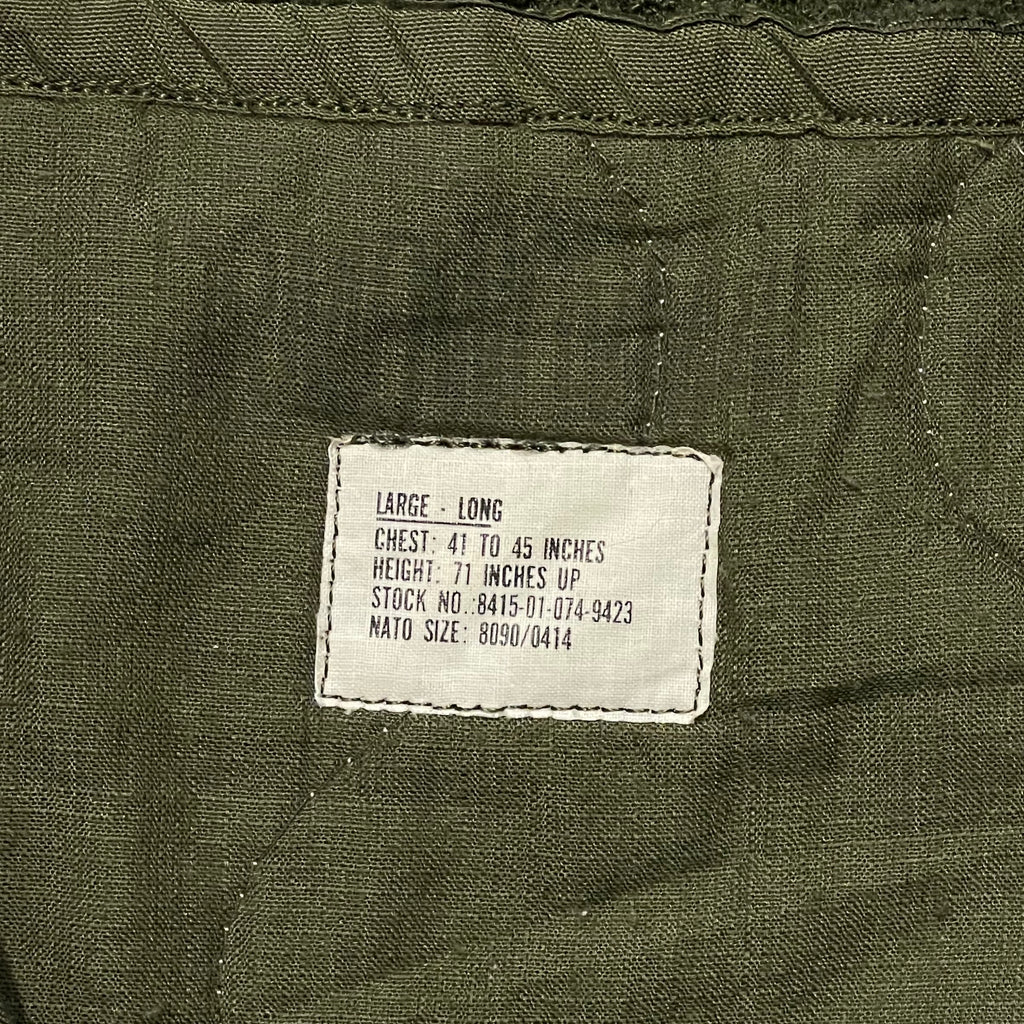 LARGE - LONG
CHEST: 41 TO 45 INCHES
HEIGHT: 71 INCHES UP
STOCK NO.:8415-01-074-9423
NATO SIZE: 8090/0414